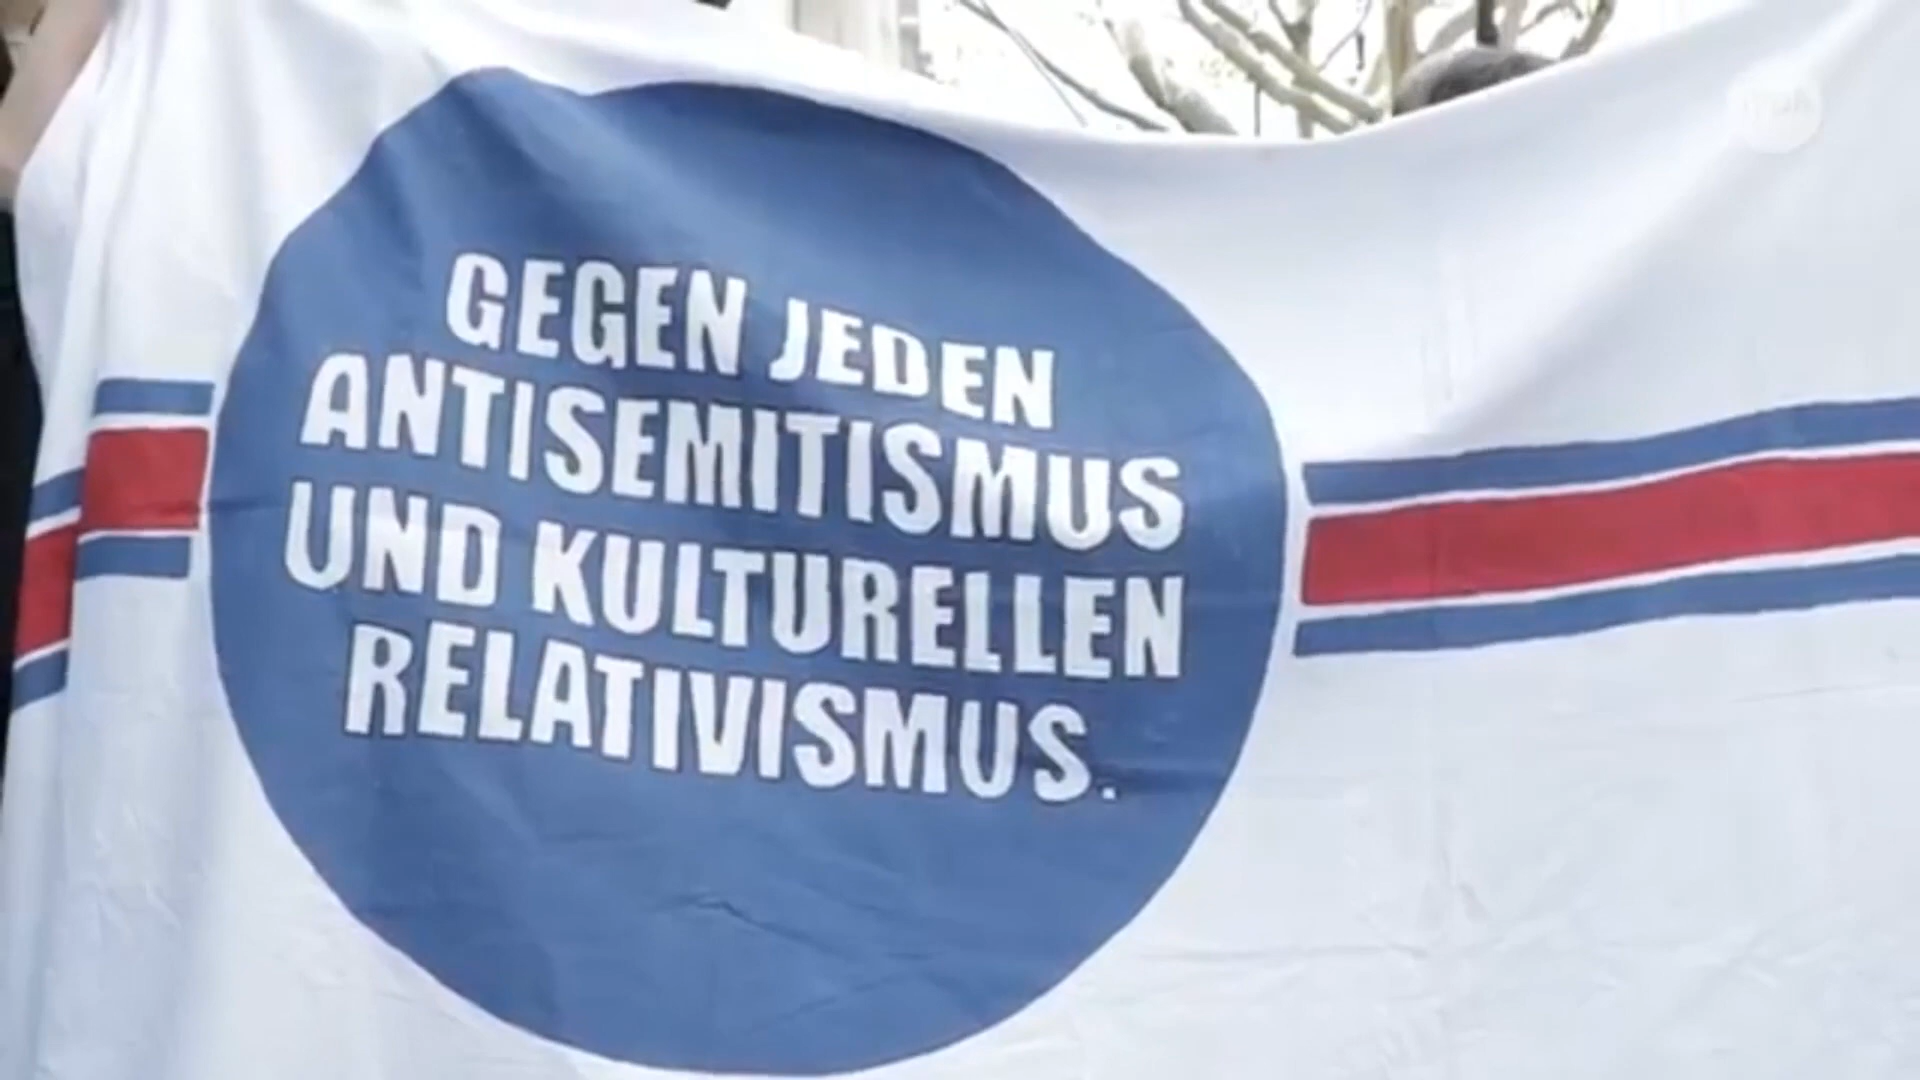 GEGEN JEDEN
ANTISEMITISMUS
UND KULTURELLEN
RELATIVISMUS.